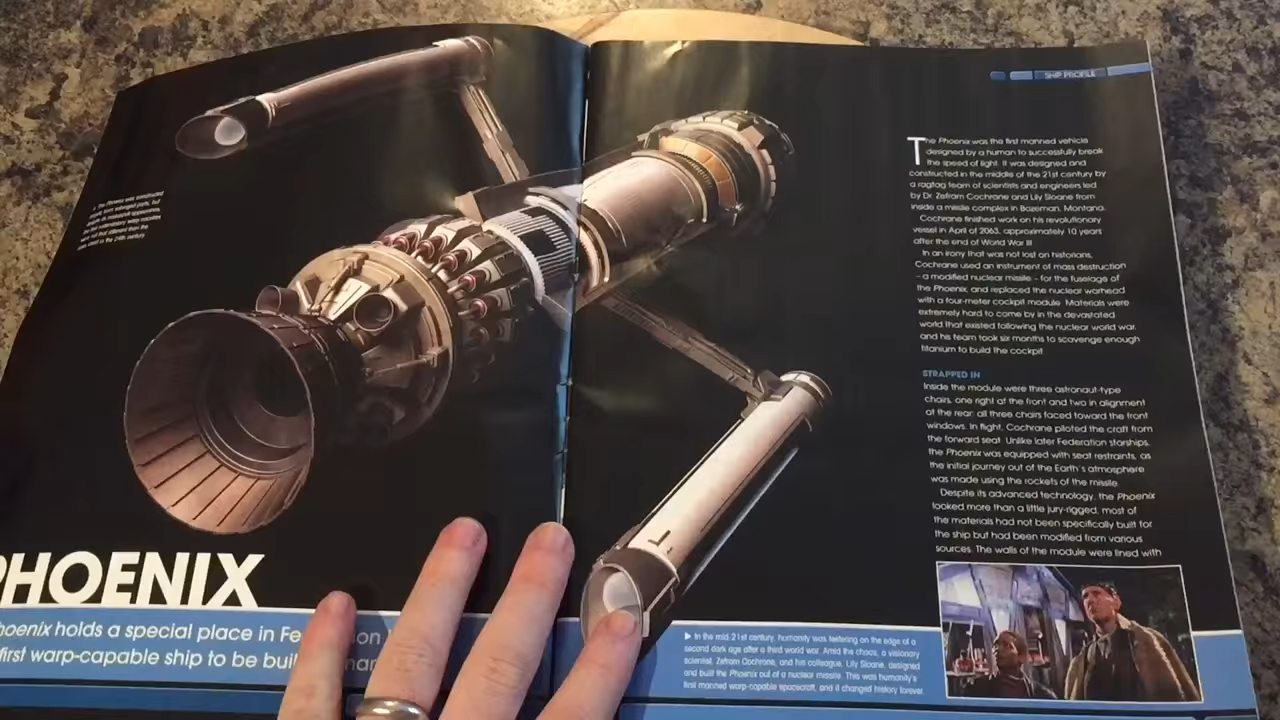 SHIP PROFILE
The Phoenix was the first manned vehicle
designed by a human to successfully break
the speed of light. It was designed and
constructed in the middle of the 21st century by
a ragtag team of scientists and engineers led
by Dr. Zefram Cochrane and Lily Sloane from
inside a missile complex in Bozeman, Montana.
Cochrane finished work on his revolutionary
vessel in April of 2063, approximately 10 years
after the end of World War III.
In an irony that was not lost on historians,
Cochrane used an instrument of mass destruction
– a modified nuclear missile – for the fuselage of
the Phoenix, and replaced the nuclear warhead
with a four-meter cockpit module. Materials were
extremely hard to come by in the devastated
world that existed following the nuclear world war,
and his team took six months to scavenge enough
titanium to build the cockpit.
STRAPPED IN
Inside the module were three astronaut-type
chairs, one right at the front and two in alignment
at the rear; all three chairs faced toward the front
windows. In flight, Cochrane piloted the craft from
the forward seat. Unlike later Federation starships,
the Phoenix was equipped with seat restraints, as
the initial journey out of the Earth's atmosphere
was made using the rockets of the missile.
Despite its advanced technology, the Phoenix
looked more than a little jury-rigged; most of
the materials had not been specifically built for
the ship but had been modified from various
sources. The walls of the module were lined with
PHOENIX
hoenix holds a special place in Fe
first warp-capable ship to be buil
▶ In the mid-21st century, humanity was teetering on the edge of a
second dark age after a third world war. Amid the chaos, a visionary
scientist, Zefram Cochrane, and his colleague, Lily Sloane, designed
and built the Phoenix out of a nuclear missile. This was humanity's
first manned warp-capable spacecraft, and it changed history forever.